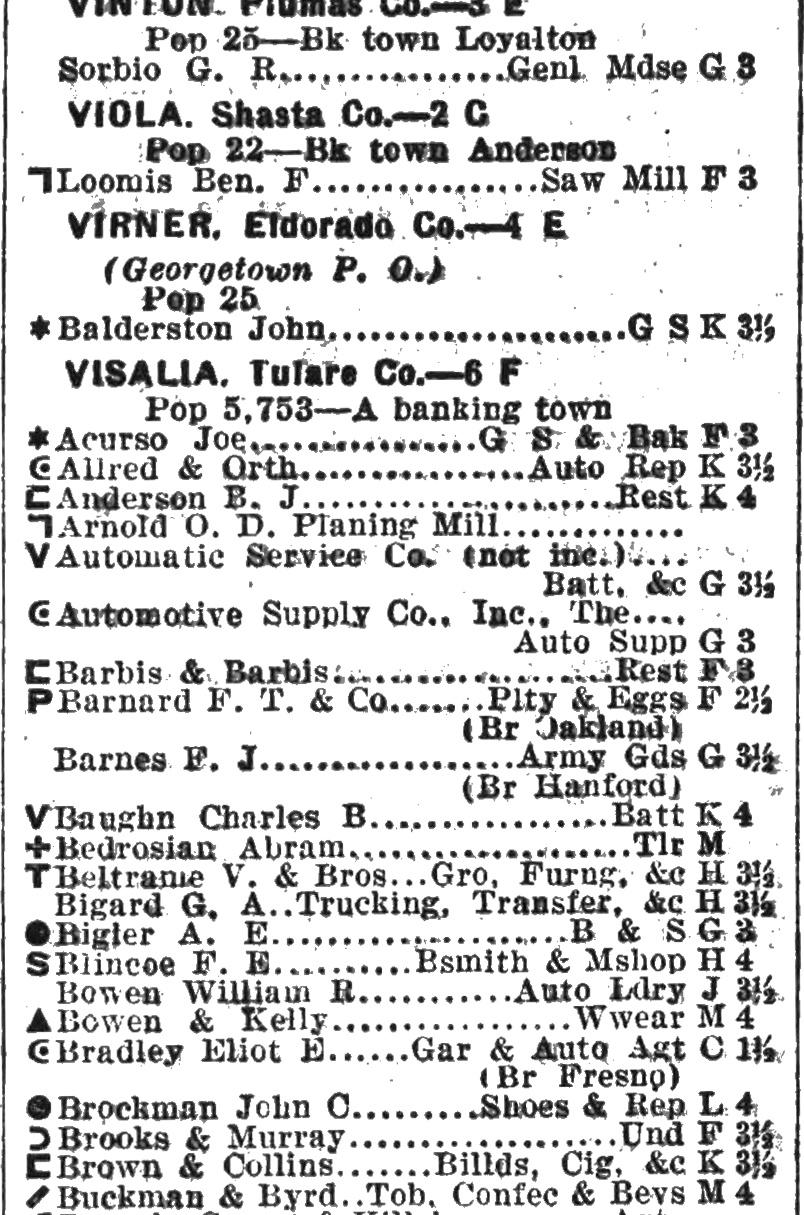 VINTON. Plumas Co.—3 E
Pop 25—Bk town Loyalton
Sorbio G. R................Genl Mdse G 3
VIOLA. Shasta Co.—2 C
Pop 22—Bk town Anderson
Loomis Ben. F................Saw Mill F 3
VIRNER. Eldorado Co.—4 E
(Georgetown P. O.)
Pop 25
✶Balderston John.....................G S K 3½
VISALIA. Tulare Co.—6 F
Pop 5,753—A banking town
✶Acurso Joe................G S & Bak F 3
Allred & Orth................Auto Rep K 3½
Anderson B. J......................Rest K 4
Arnold O. D. Planing Mill.............
V Automatic Service Co. (not inc.)....
Batt, &c G 3½
Automotive Supply Co., Inc., The....
Auto Supp G 3
Barbis & Barbis....................Rest F 3
P Barnard F. T. & Co.......Plty & Eggs F 2½
(Br Oakland)
Barnes F. J..................Army Gds G 3½
(Br Hanford)
V Baughn Charles B.................Batt K 4
+Bedrosian Abram....................Tlr M
T Beltrame V. & Bros...Gro, Furng, &c H 3½
Bigard G. A..Trucking, Transfer, &c H 3½
●Bigler A. E.....................B & S G 3
S Blincoe F. E..........Bsmith & Mshop H 4
Bowen William R...........Auto Ldry J 3½
▲Bowen & Kelly.................Wwear M 4
Bradley Eliot E......Gar & Auto Agt C 1½
(Br Fresno)
Brockman John C.........Shoes & Rep L 4
Brooks & Murray...................Und F 3½
Brown & Collins.......Billds, Cig, &c K 3½
Buckman & Byrd..Tob, Confec & Bevs M 4